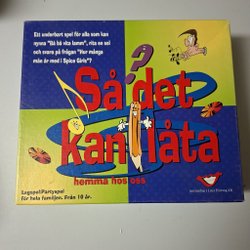 Ett underbart spel för alla som kan
nynna "Bä bä vita lamm", rita en sol
och svara på frågan "Hur många
män är med i Spice Girls"?
Så det
?
kan låta
hemma hos oss
Lagspel/Partyspel
för hela familjen. Från 10 år.